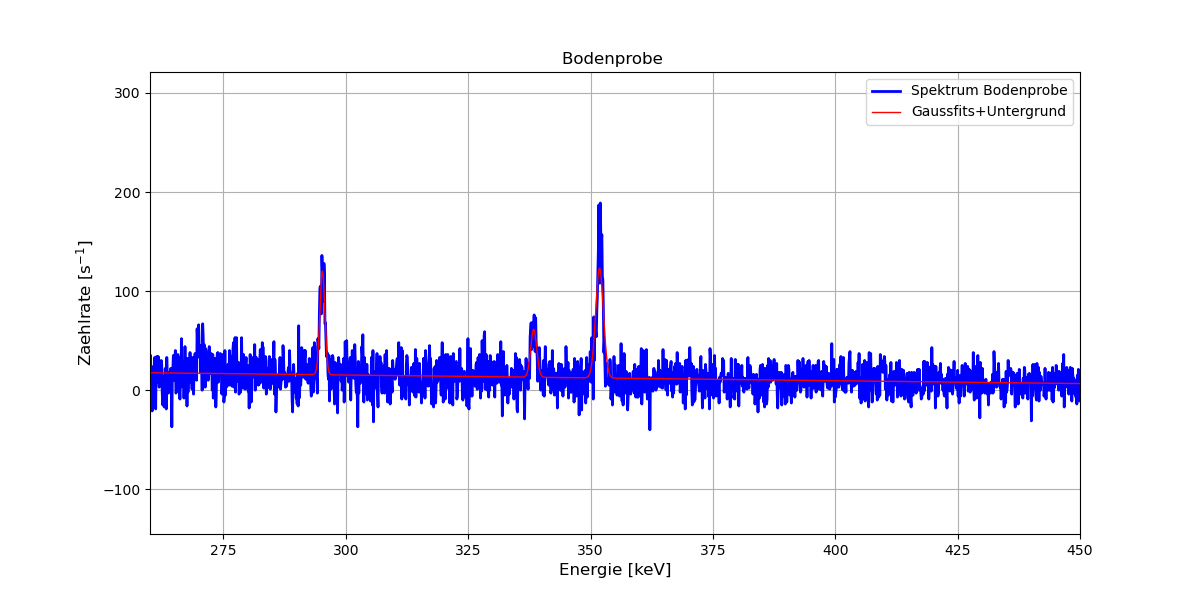 Bodenprobe
Spektrum Bodenprobe
Gaussfits+Untergrund
Zaehlrate [s⁻¹]
300
200
100
0
−100
275 300 325 350 375 400 425 450
Energie [keV]